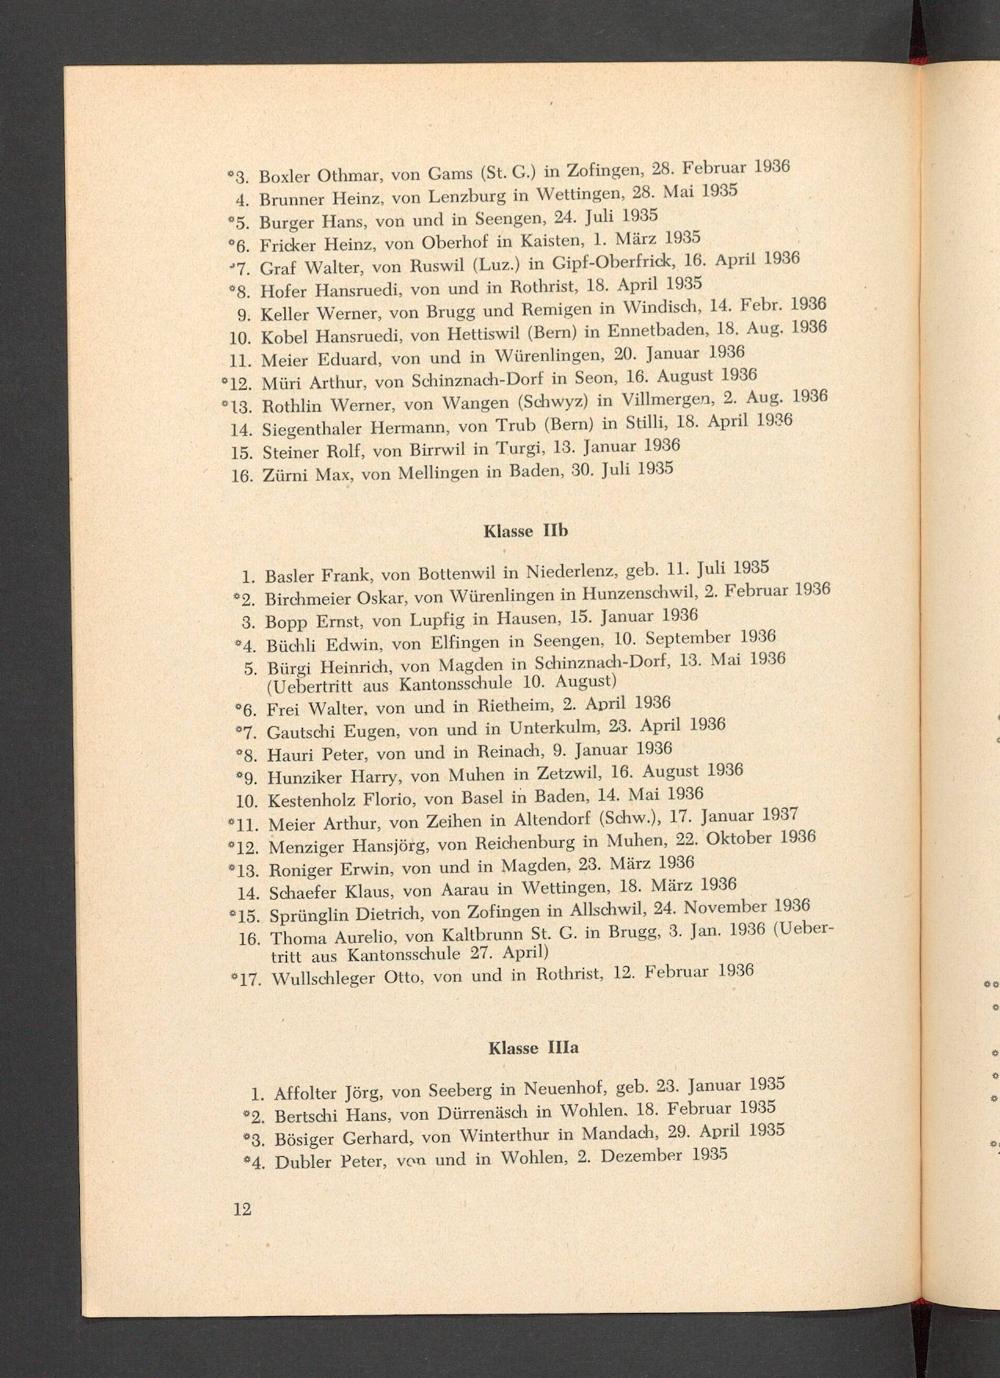 *3. Boxler Othmar, von Gams (St. G.) in Zofingen, 28. Februar 1936
4. Brunner Heinz, von Lenzburg in Wettingen, 28. Mai 1935
*5. Burger Hans, von und in Seengen, 24. Juli 1935
*6. Fricker Heinz, von Oberhof in Kaisten, 1. März 1935
*7. Graf Walter, von Ruswil (Luz.) in Gipf-Oberfrick, 16. April 1936
*8. Hofer Hansruedi, von und in Rothrist, 18. April 1935
9. Keller Werner, von Brugg und Remigen in Windisch, 14. Febr. 1936
10. Kobel Hansruedi, von Hettiswil (Bern) in Ennetbaden, 18. Aug. 1936
11. Meier Eduard, von und in Würenlingen, 20. Januar 1936
*12. Müri Arthur, von Schinznach-Dorf in Seon, 16. August 1936
*13. Rothlin Werner, von Wangen (Schwyz) in Villmergen, 2. Aug. 1936
14. Siegenthaler Hermann, von Trub (Bern) in Stilli, 18. April 1936
15. Steiner Rolf, von Birrwil in Turgi, 13. Januar 1936
16. Zürni Max, von Mellingen in Baden, 30. Juli 1935
Klasse IIb
1. Basler Frank, von Bottenwil in Niederlenz, geb. 11. Juli 1935
*2. Birchmeier Oskar, von Würenlingen in Hunzenschwil, 2. Februar 1936
3. Bopp Ernst, von Lupfig in Hausen, 15. Januar 1936
*4. Büchli Edwin, von Elfingen in Seengen, 10. September 1936
5. Bürgi Heinrich, von Magden in Schinznach-Dorf, 13. Mai 1936
(Uebertritt aus Kantonsschule 10. August)
*6. Frei Walter, von und in Rietheim, 2. April 1936
*7. Gautschi Eugen, von und in Unterkulm, 23. April 1936
*8. Hauri Peter, von und in Reinach, 9. Januar 1936
*9. Hunziker Harry, von Muhen in Zetzwil, 16. August 1936
10. Kestenholz Florio, von Basel in Baden, 14. Mai 1936
*11. Meier Arthur, von Zeihen in Altendorf (Schw.), 17. Januar 1937
*12. Menziger Hansjörg, von Reichenburg in Muhen, 22. Oktober 1936
*13. Roniger Erwin, von und in Magden, 23. März 1936
14. Schaefer Klaus, von Aarau in Wettingen, 18. März 1936
*15. Sprünglin Dietrich, von Zofingen in Allschwil, 24. November 1936
16. Thoma Aurelio, von Kaltbrunn St. G. in Brugg, 3. Jan. 1936 (Ueber-
tritt aus Kantonsschule 27. April)
*17. Wullschleger Otto, von und in Rothrist, 12. Februar 1936
Klasse IIIa
1. Affolter Jörg, von Seeberg in Neuenhof, geb. 23. Januar 1935
*2. Bertschi Hans, von Dürrenäsch in Wohlen. 18. Februar 1935
*3. Bösiger Gerhard, von Winterthur in Mandach, 29. April 1935
*4. Dubler Peter, von und in Wohlen, 2. Dezember 1935
12